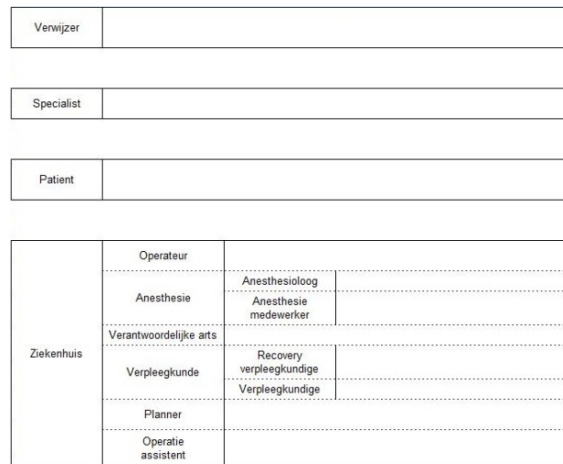 Verwijzer
Specialist
Patient
Ziekenhuis
Operateur
Anesthesie
Anesthesioloog
Anesthesie
medewerker
Verantwoordelijke arts
Verpleegkunde
Recovery
verpleegkundige
Verpleegkundige
Planner
Operatie
assistent